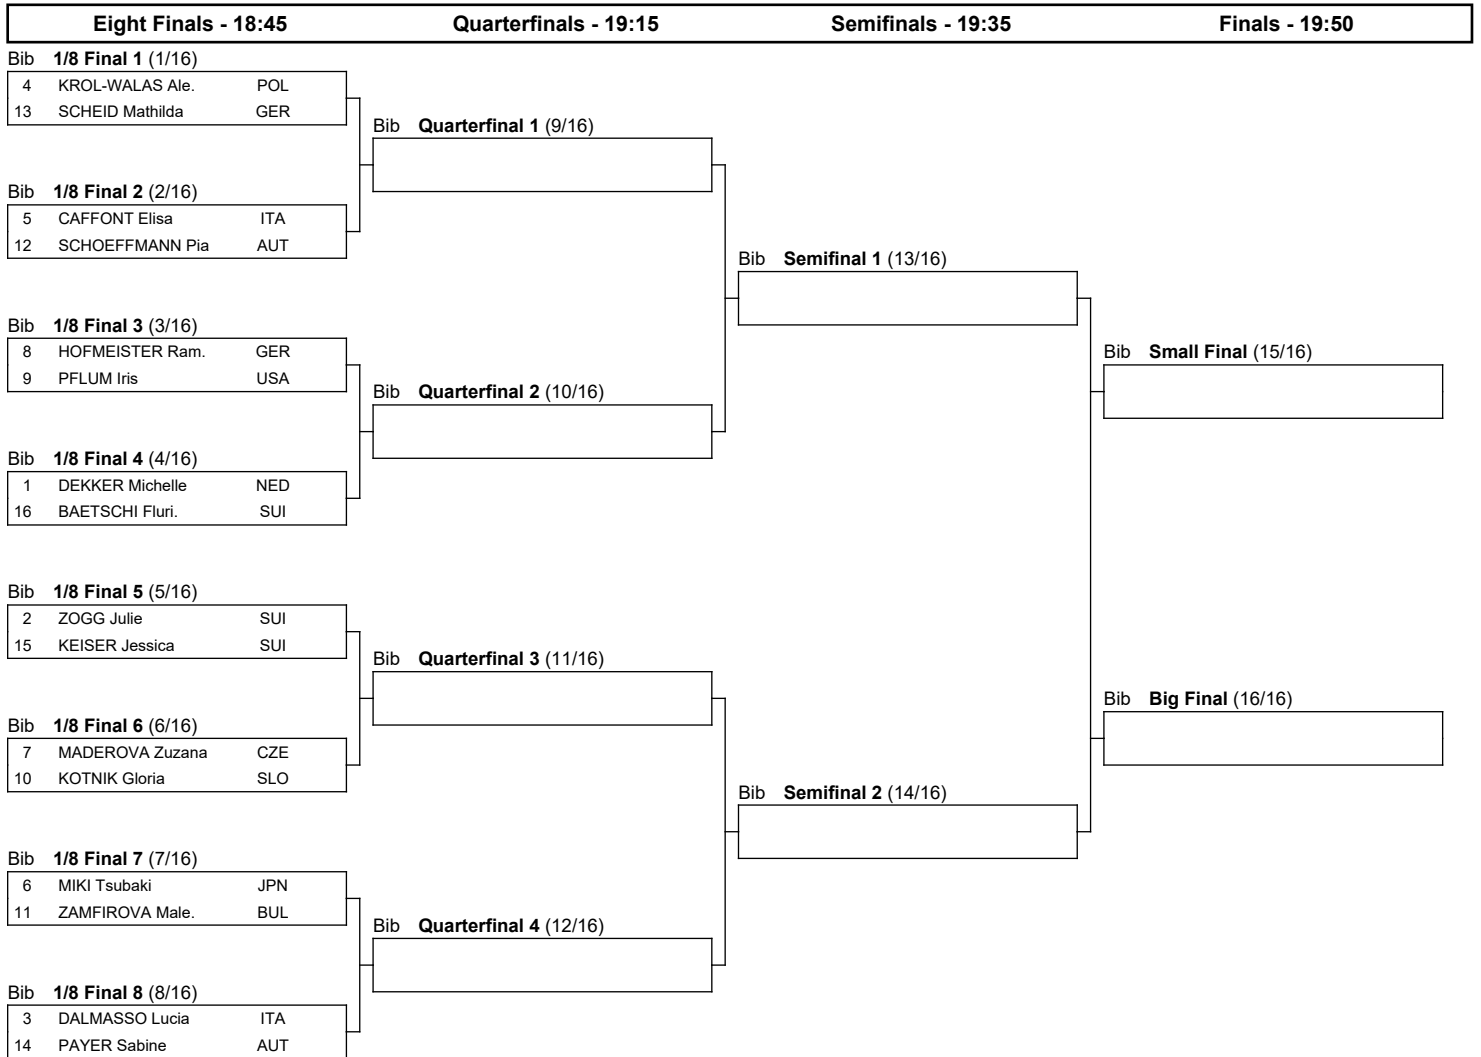 Eight Finals - 18:45 Quarterfinals - 19:15 Semifinals - 19:35 Finals - 19:50
Bib 1/8 Final 1 (1/16)
4 KROL-WALAS Ale. POL
13 SCHEID Mathilda GER
Bib Quarterfinal 1 (9/16)
Bib 1/8 Final 2 (2/16)
5 CAFFONT Elisa ITA
12 SCHOEFFMANN Pia AUT
Bib Semifinal 1 (13/16)
Bib 1/8 Final 3 (3/16)
8 HOFMEISTER Ram. GER
Bib Small Final (15/16)
9 PFLUM Iris USA
Bib Quarterfinal 2 (10/16)
Bib 1/8 Final 4 (4/16)
1 DEKKER Michelle NED
16 BAETSCHI Fluri. SUI
Bib 1/8 Final 5 (5/16)
2 ZOGG Julie SUI
15 KEISER Jessica SUI
Bib Quarterfinal 3 (11/16)
Bib Big Final (16/16)
Bib 1/8 Final 6 (6/16)
7 MADEROVA Zuzana CZE
10 KOTNIK Gloria SLO
Bib Semifinal 2 (14/16)
Bib 1/8 Final 7 (7/16)
6 MIKI Tsubaki JPN
11 ZAMFIROVA Male. BUL
Bib Quarterfinal 4 (12/16)
Bib 1/8 Final 8 (8/16)
3 DALMASSO Lucia ITA
14 PAYER Sabine AUT